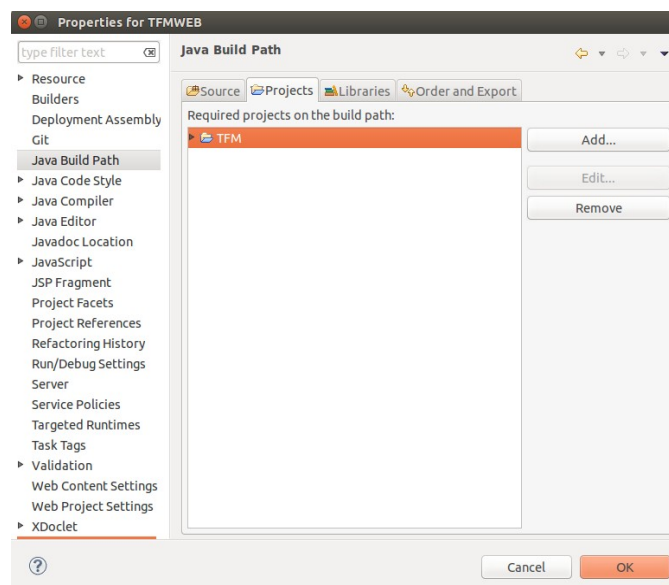 Properties for TFMWEB
type filter text
Java Build Path
Resource
Builders
Deployment Assembly
Git
Java Build Path
Java Code Style
Java Compiler
Java Editor
Javadoc Location
JavaScript
JSP Fragment
Project Facets
Project References
Refactoring History
Run/Debug Settings
Server
Service Policies
Targeted Runtimes
Task Tags
Validation
Web Content Settings
Web Project Settings
XDoclet
Source Projects Libraries Order and Export
Required projects on the build path:
TFM
Add...
Edit...
Remove
Cancel OK